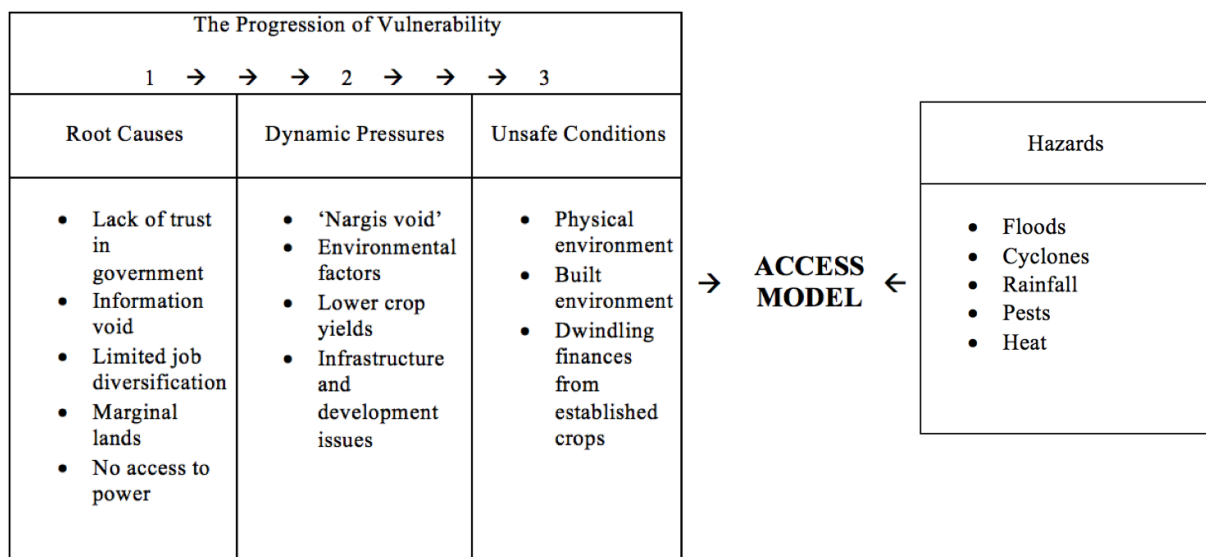 The Progression of Vulnerability
1 → → → 2 → → → 3
Root Causes
Dynamic Pressures
Unsafe Conditions
• Lack of trust
in
government
• Information
void
• Limited job
diversification
• Marginal
lands
• No access to
power
• ‘Nargis void’
• Environmental
factors
• Lower crop
yields
• Infrastructure
and
development
issues
• Physical
environment
• Built
environment
• Dwindling
finances
from
established
crops
→ ACCESS ←
MODEL
Hazards
• Floods
• Cyclones
• Rainfall
• Pests
• Heat